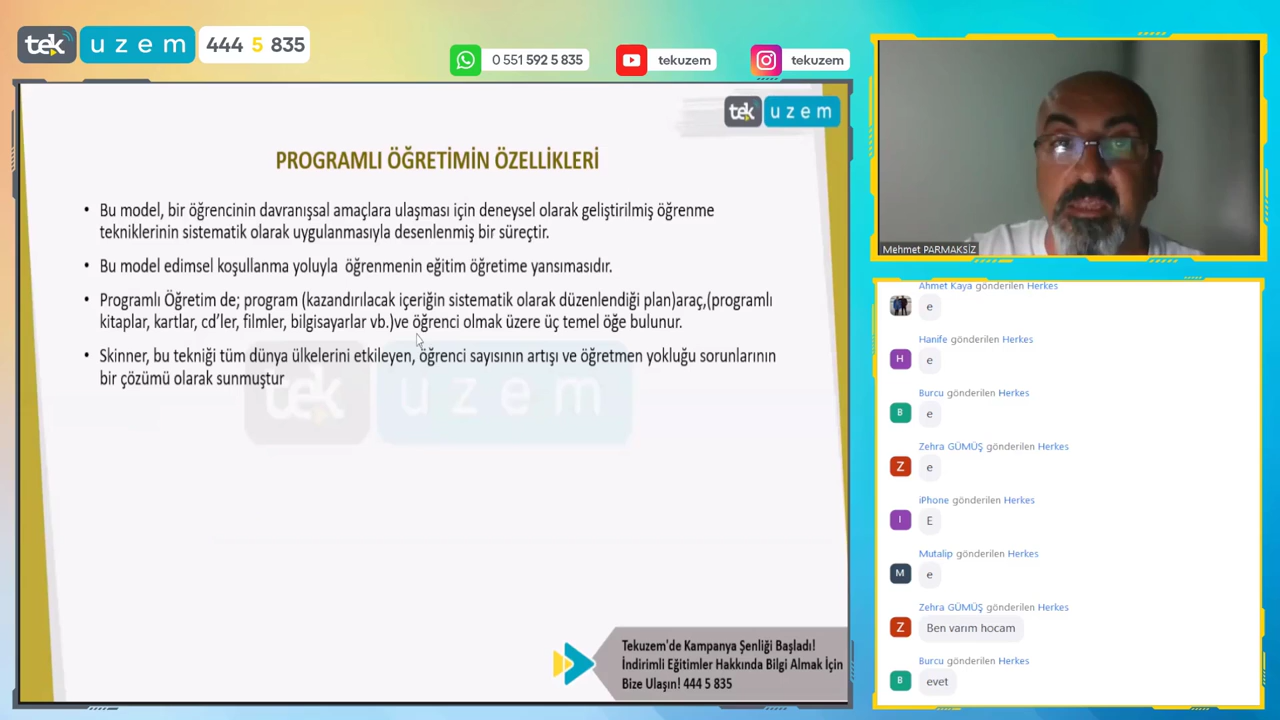 tek uzem 444 5 835
0 551 592 5 835
tekuzem
tekuzem
tek uzem
PROGRAMLI ÖĞRETİMİN ÖZELLİKLERİ
• Bu model, bir öğrencinin davranışsal amaçlara ulaşması için deneysel olarak geliştirilmiş öğrenme
tekniklerinin sistematik olarak uygulanmasıyla desenlenmiş bir süreçtir.
• Bu model edimsel koşullanma yoluyla öğrenmenin eğitim öğretime yansımasıdır.
• Programlı Öğretim de; program (kazandırılacak içeriğin sistematik olarak düzenlendiği plan)araç,(programlı
kitaplar, kartlar, cd'ler, filmler, bilgisayarlar vb.)ve öğrenci olmak üzere üç temel öğe bulunur.
• Skinner, bu tekniği tüm dünya ülkelerini etkileyen, öğrenci sayısının artışı ve öğretmen yokluğu sorunlarının
bir çözümü olarak sunmuştur
tek uzem
Tekuzem'de Kampanya Şenliği Başladı!
İndirimli Eğitimler Hakkında Bilgi Almak İçin
Bize Ulaşın! 444 5 835
Mehmet PARMAKSİZ
Ahmet Kaya gönderilen Herkes
e
Hanife gönderilen Herkes
H
e
Burcu gönderilen Herkes
B
e
Zehra GÜMÜŞ gönderilen Herkes
Z
e
iPhone gönderilen Herkes
I
E
Mutalip gönderilen Herkes
M
e
Zehra GÜMÜŞ gönderilen Herkes
Z
Ben varım hocam
Burcu gönderilen Herkes
B
evet